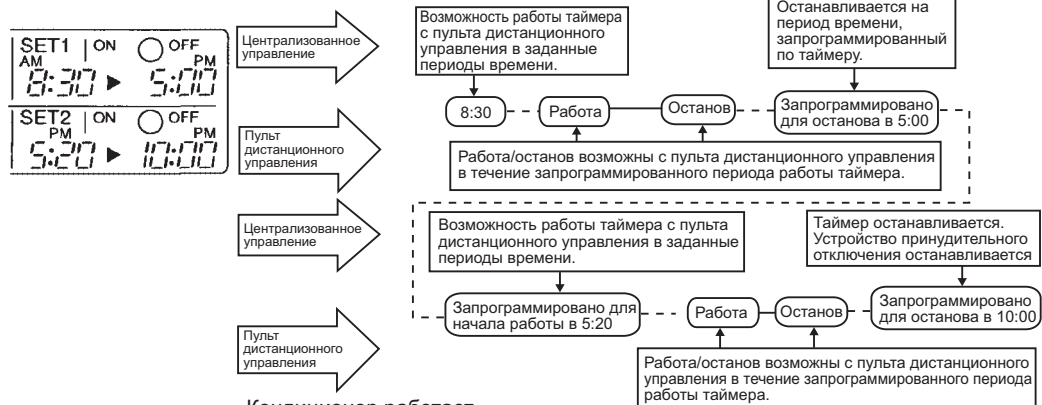 SET1 ON OFF
AM PM
8:30 ▶ 5:00
SET2 ON OFF
PM PM
5:20 ▶ 10:00
Централизованное
управление
Возможность работы таймера
с пульта дистанционного
управления в заданные
периоды времени.
Останавливается на
период времени,
запрограммированный
по таймеру.
8:30
Работа
Останов
Запрограммировано
для останова в 5:00
Пульт
дистанционного
управления
Работа/останов возможны с пульта дистанционного управления
в течение запрограммированного периода работы таймера.
Централизованное
управление
Возможность работы таймера с пульта
дистанционного управления в заданные
периоды времени.
Таймер останавливается.
Устройство принудительного
отключения останавливается
Запрограммировано для
начала работы в 5:20
Работа
Останов
Запрограммировано
для останова в 10:00
Пульт
дистанционного
управления
Работа/останов возможны с пульта дистанционного
управления в течение запрограммированного периода
работы таймера.
Кондиционер работает